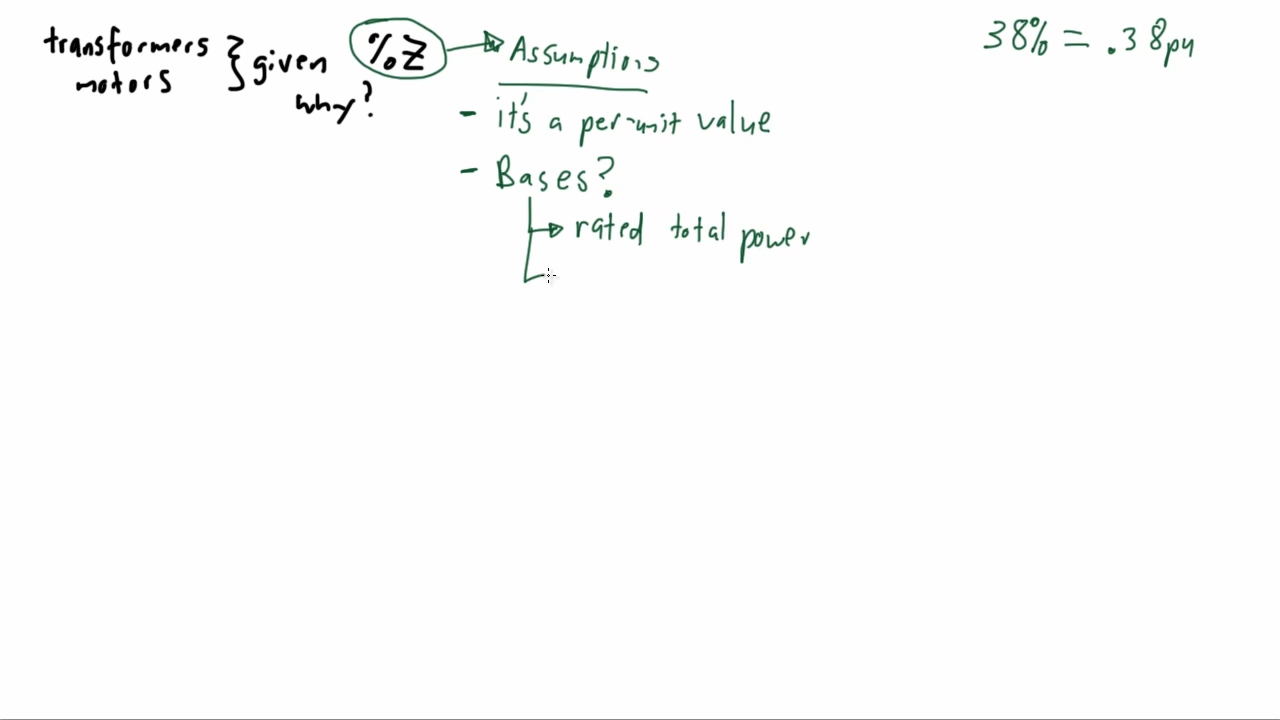 transformers
motors
} given
why?
%Z
Assumptions
- it's a per-unit value
- Bases?
rated total power
38% = .38pu